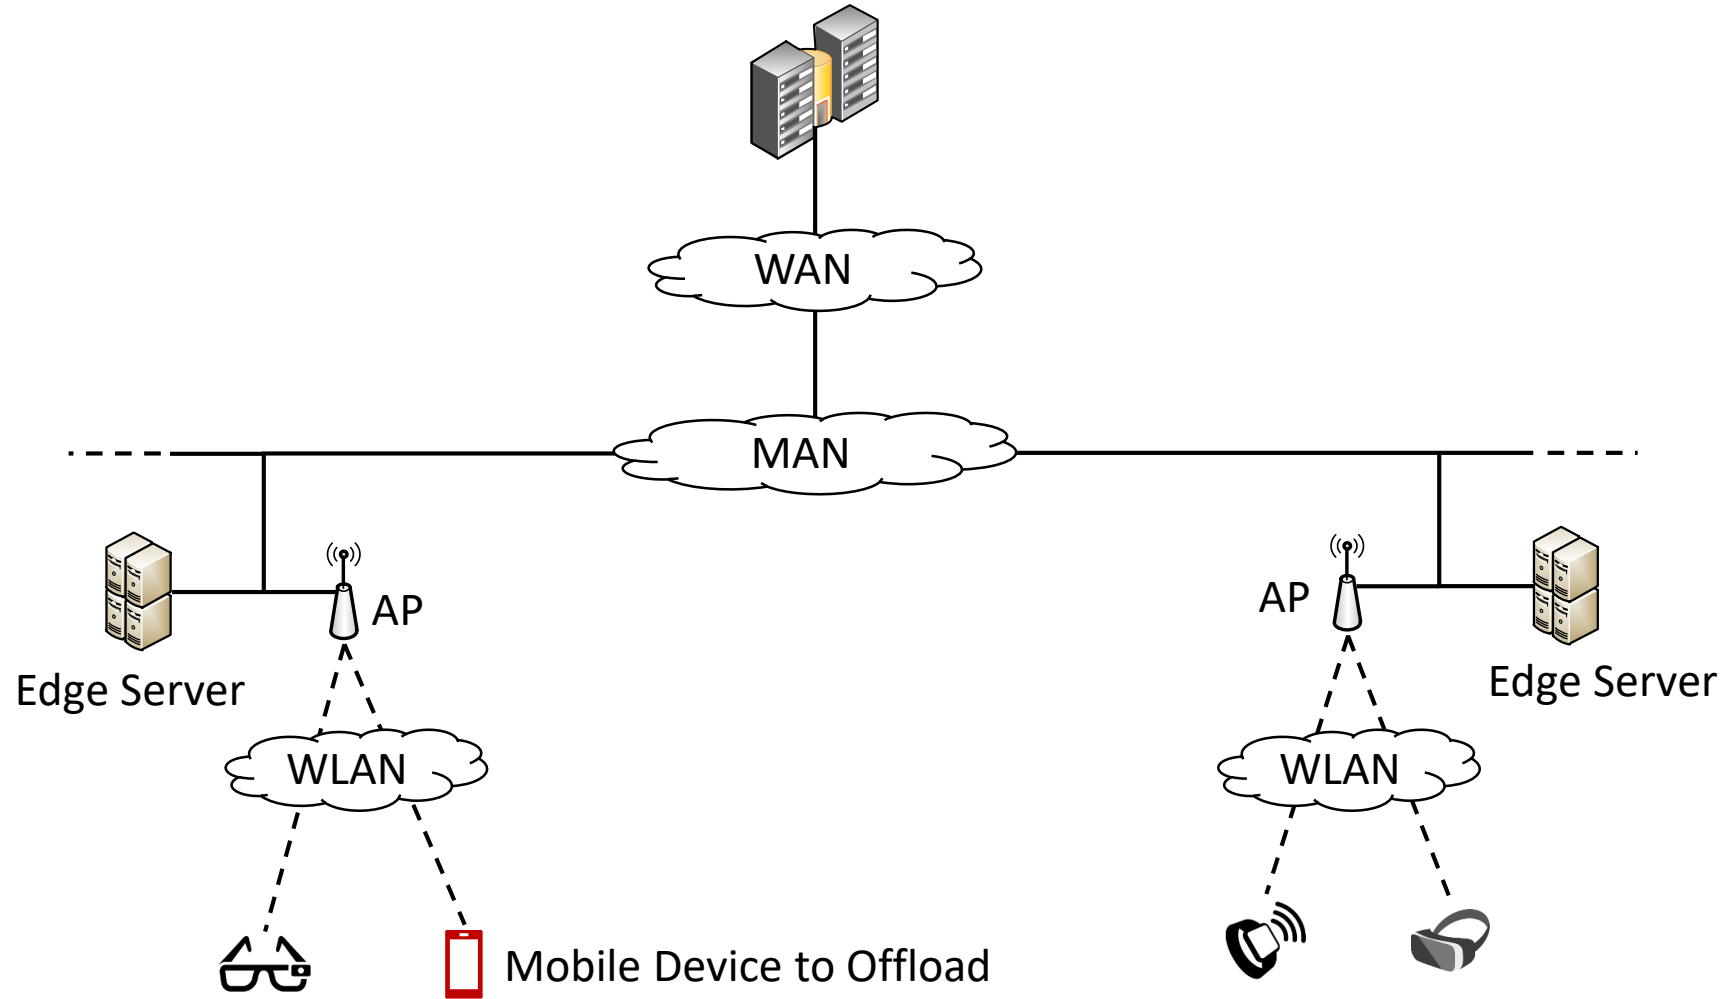 WAN
MAN
AP
AP
Edge Server
Edge Server
WLAN
WLAN
Mobile Device to Offload